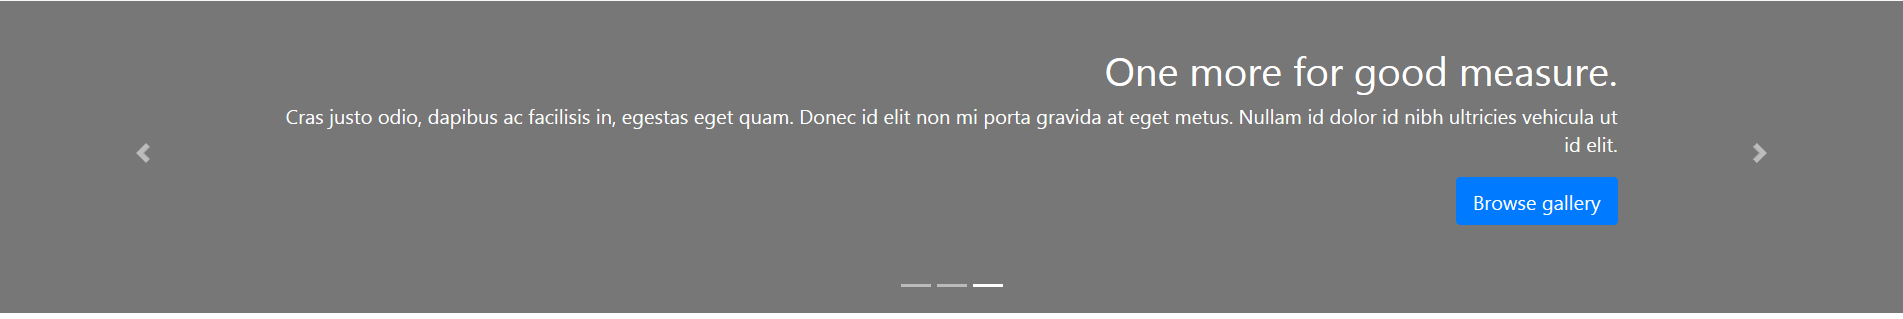 One more for good measure.
Cras justo odio, dapibus ac facilisis in, egestas eget quam. Donec id elit non mi porta gravida at eget metus. Nullam id dolor id nibh ultricies vehicula ut
id elit.
Browse gallery